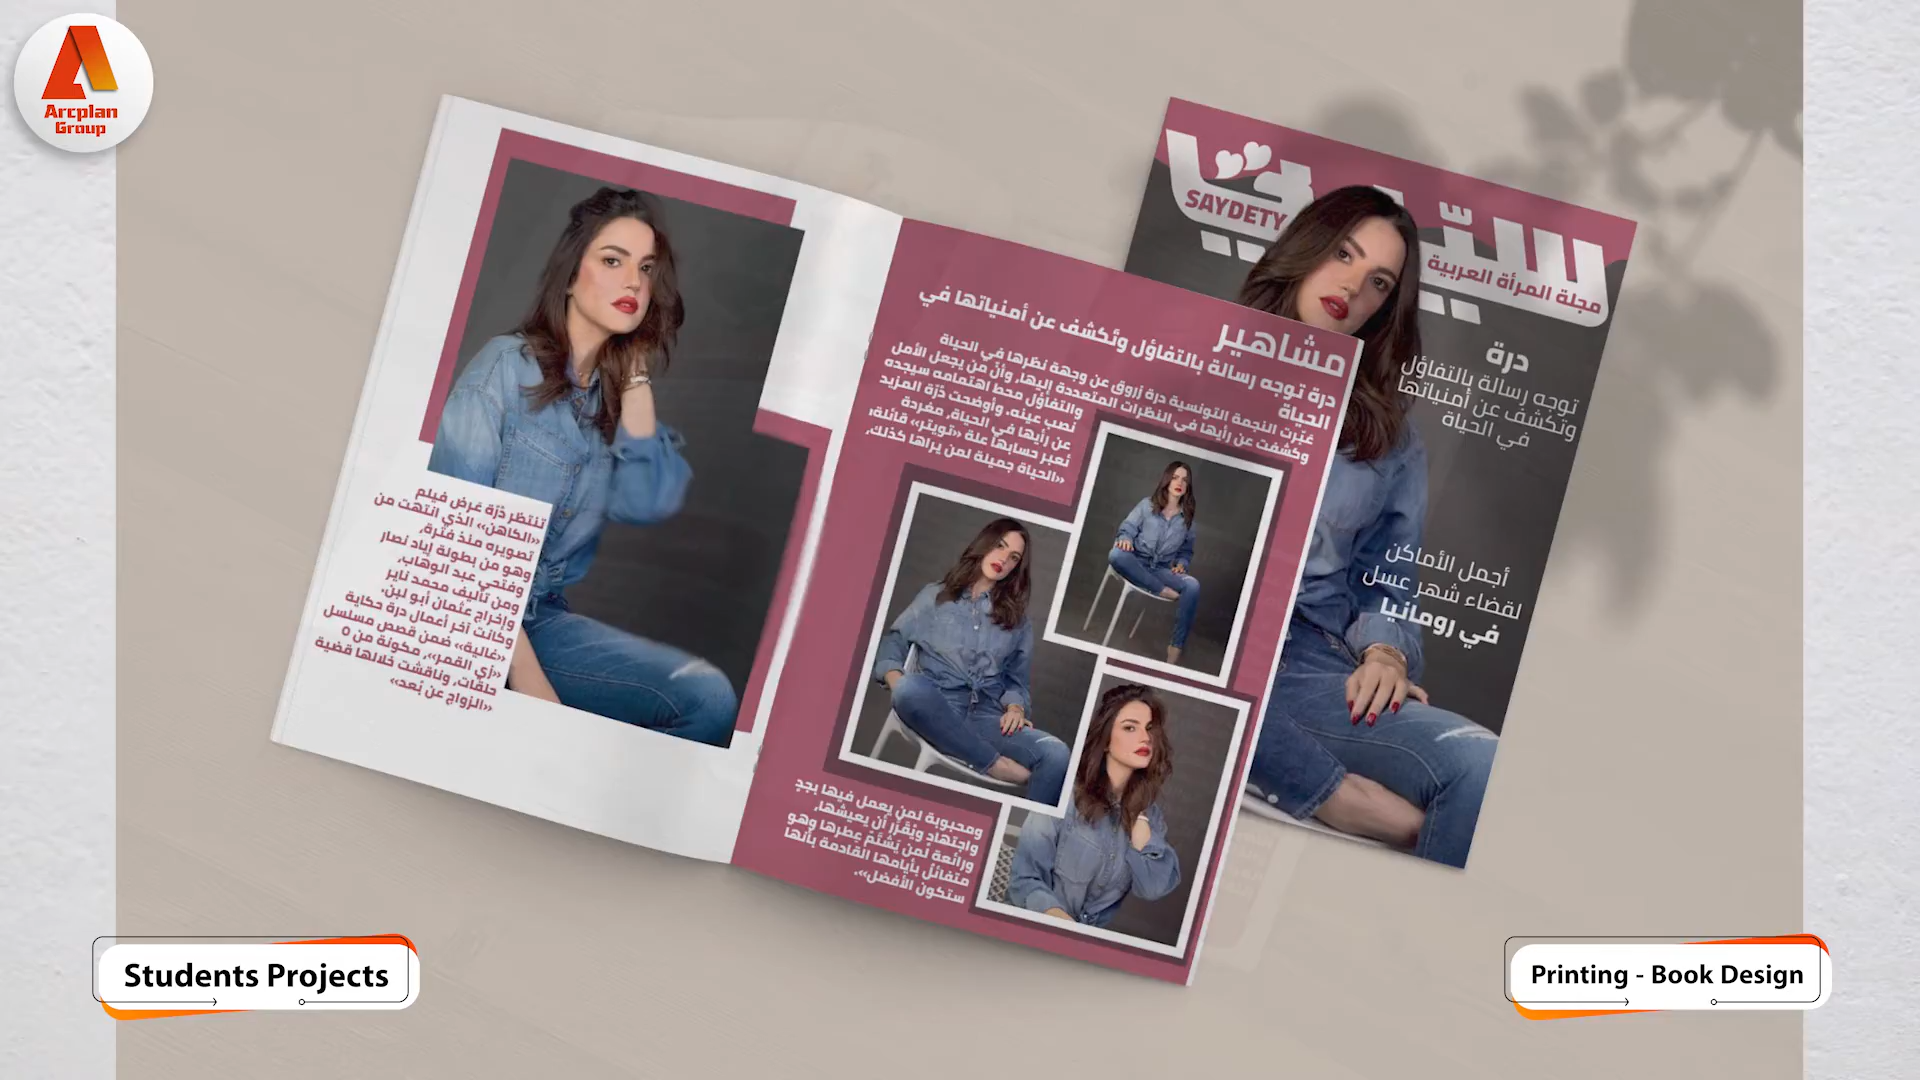 Arcplan
Group
سيدتي
SAYDETY
مجلة المرأة العربية
درة
توجه رسالة بالتفاؤل
وتكشف عن أمنياتها
في الحياة
أجمل الأماكن
لقضاء شهر عسل
في رومانيا
مشاهير
درة توجه رسالة بالتفاؤل وتكشف عن أمنياتها في
الحياة
عبّرت النجمة التونسية درة زروق عن وجهة نظرها في الحياة
وكشفت عن رأيها في النظرات المتعددة إليها، وأنّ من يجعل الأمل
والتفاؤل محط اهتمامه سيجده
نصب عينه. وأوضحت درّة المزيد
عن رأيها في الحياة, مغردة
عبر حسابها علة «تويتر» قائلة:
«الحياة جميلة لمن يراها كذلك،
ومحبوبة لمن يعمل فيها بجدٍ
واجتهاد ويُقرّر أن يعيشها،
ورائعة لمن يَشْتَمّ عِطرها وهو
متفائلٌ بأيامها القادمة بأنها
ستكون الأفضل».
تنتظر دُرّة عرض فيلم
«الكاهن» الذي انتهت من
تصويره منذ فترة،
وهو من بطولة إياد نصار
وفتحي عبد الوهاب,
ومن تأليف محمد ناير
وإخراج عثمان أبو لبن.
وكانت آخر أعمال درة حكاية
«غالية» ضمن قصص مسلسل
«زي القمر»، مكونة من ٥
حلقات، وناقشت خلالها قضية
«الزواج عن بُعد»
Students Projects
Printing - Book Design